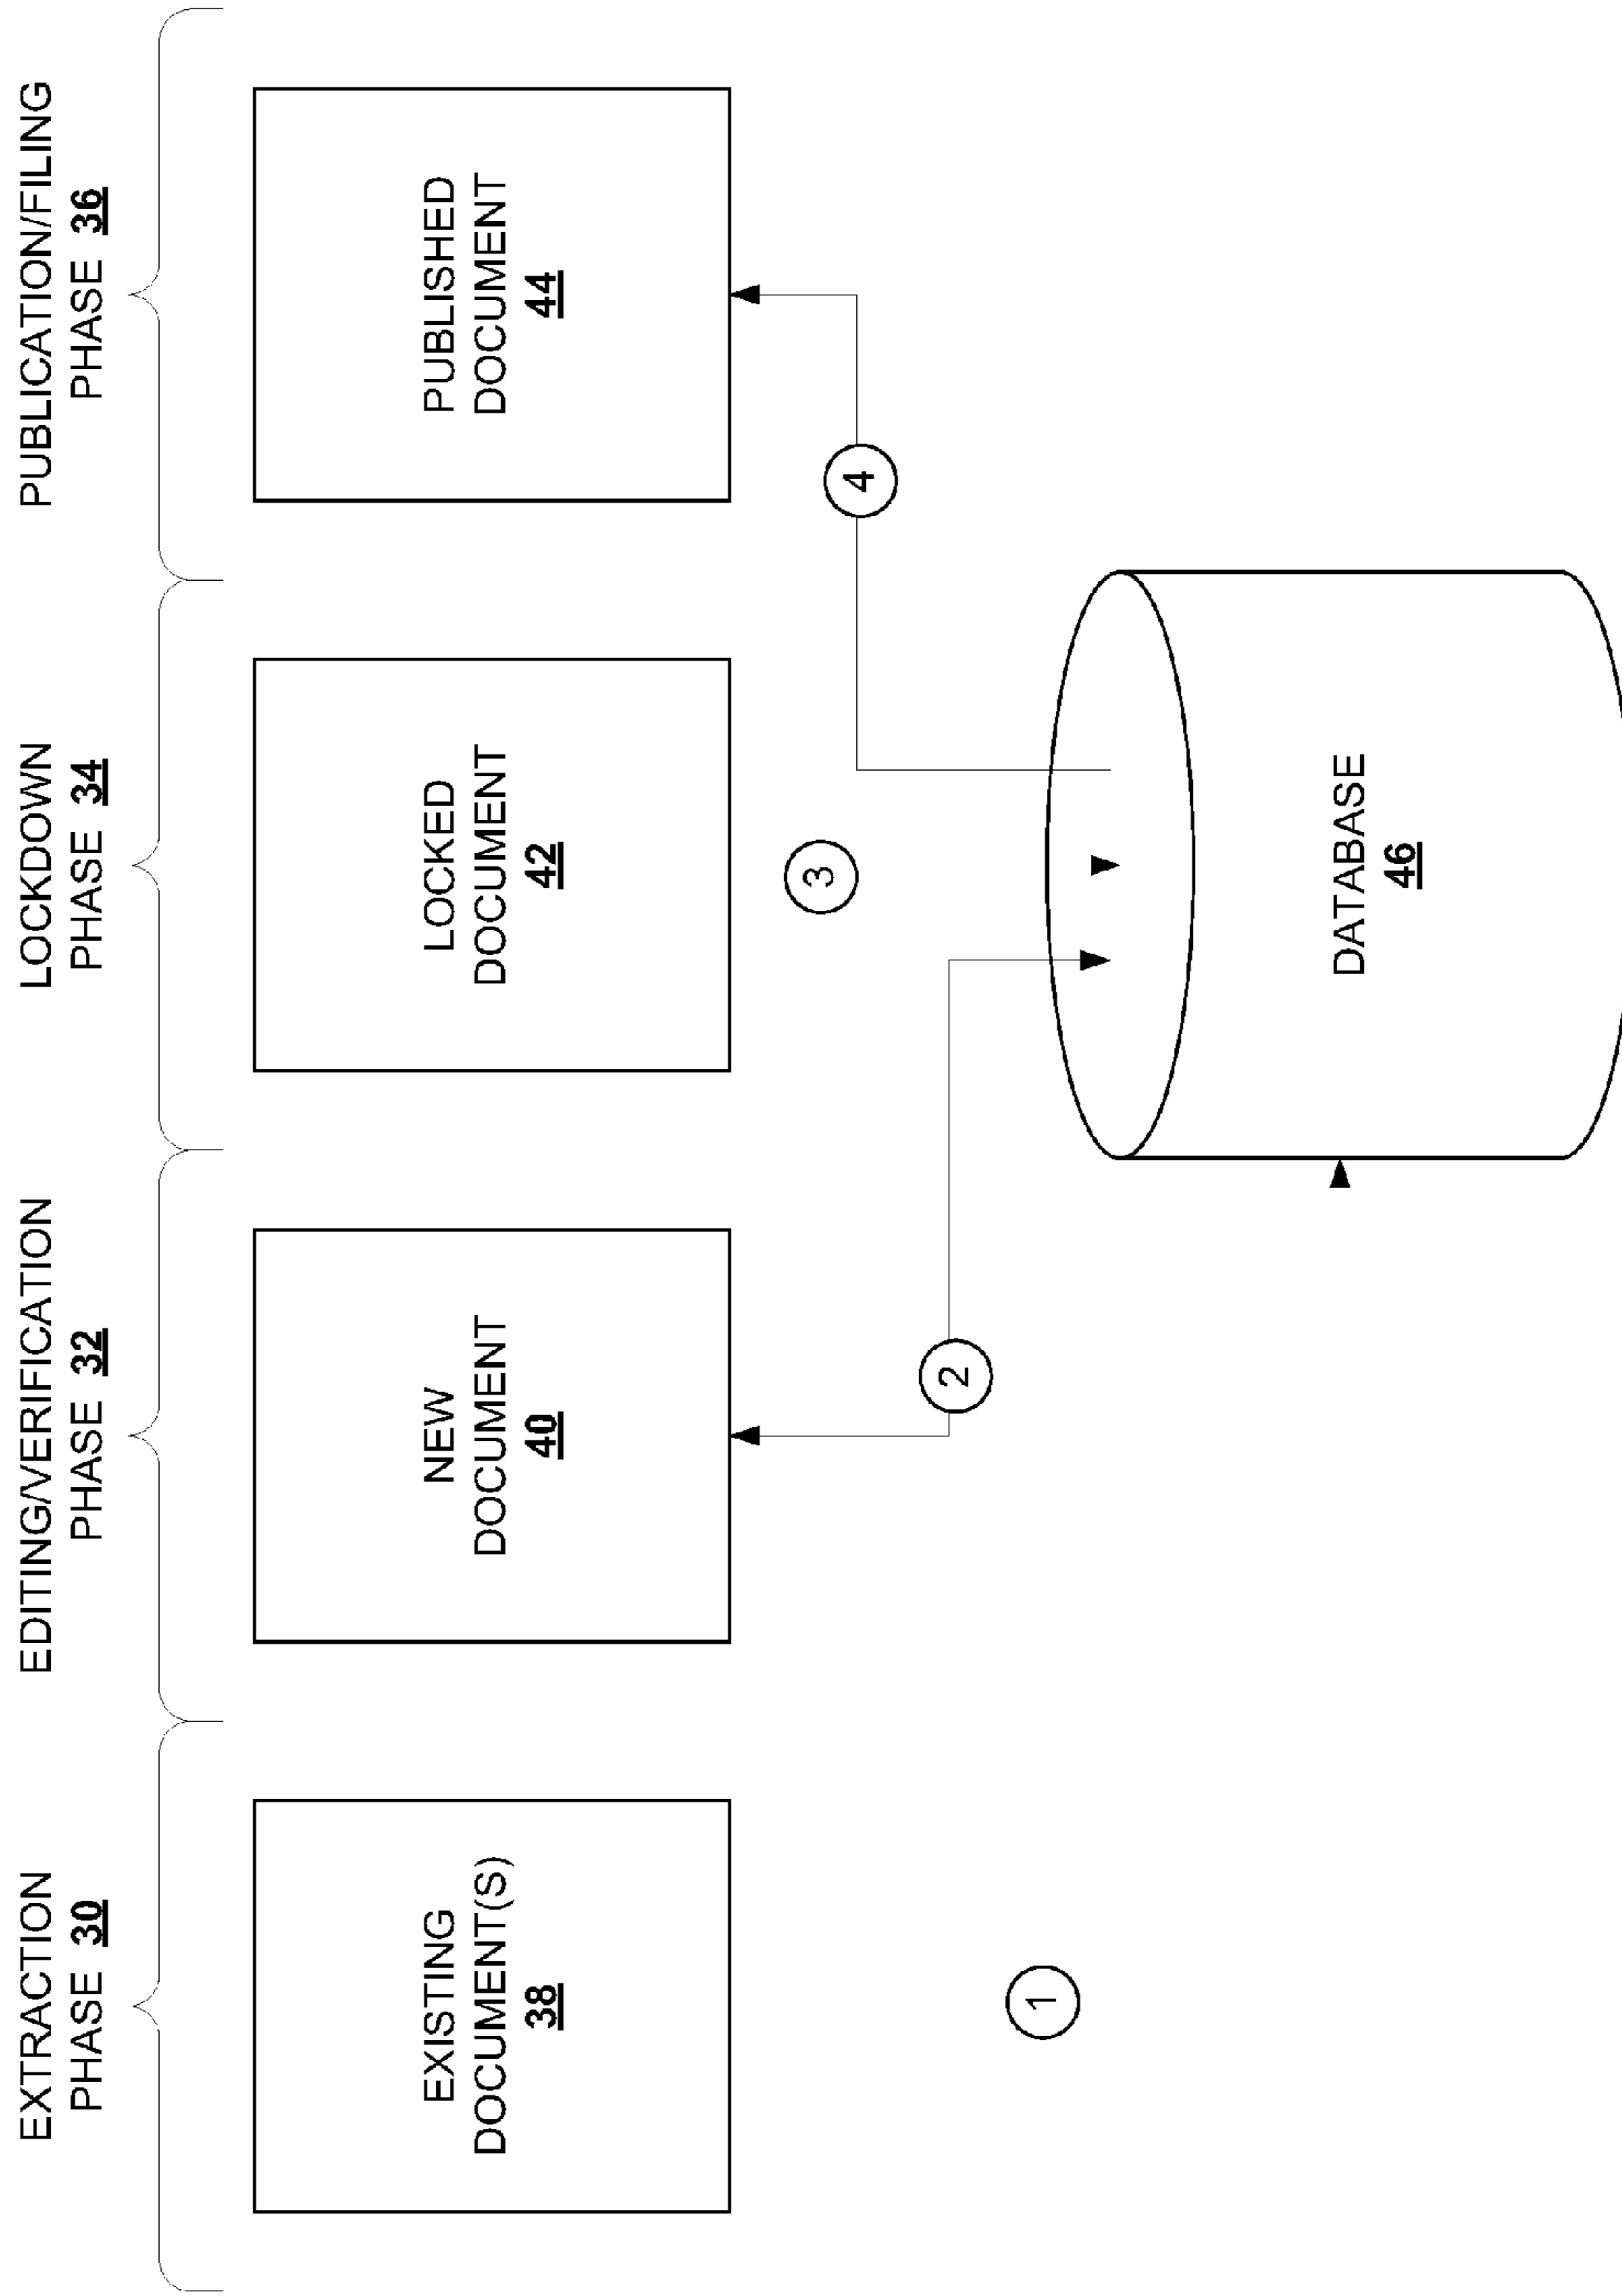 EXTRACTION
PHASE 30
EDITING/VERIFICATION
PHASE 32
LOCKDOWN
PHASE 34
PUBLICATION/FILING
PHASE 36
EXISTING
DOCUMENT(S)
38
NEW
DOCUMENT
40
LOCKED
DOCUMENT
42
PUBLISHED
DOCUMENT
44
1
2
3
4
DATABASE
46